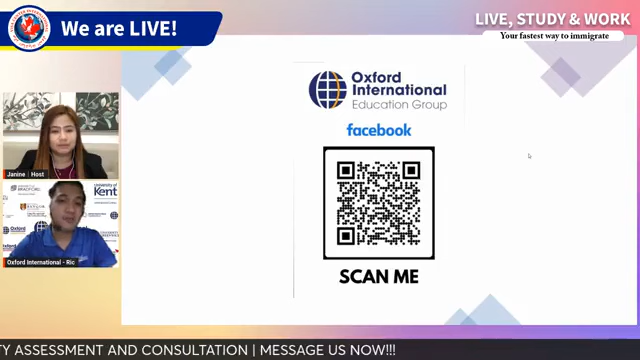 We are LIVE!
LIVE, STUDY & WORK
Your fastest way to immigrate
Oxford
International
Education Group
facebook
SCAN ME
Janine | Host
University of
Kent
Oxford
Oxford International - Ric
TY ASSESSMENT AND CONSULTATION | MESSAGE US NOW!!!